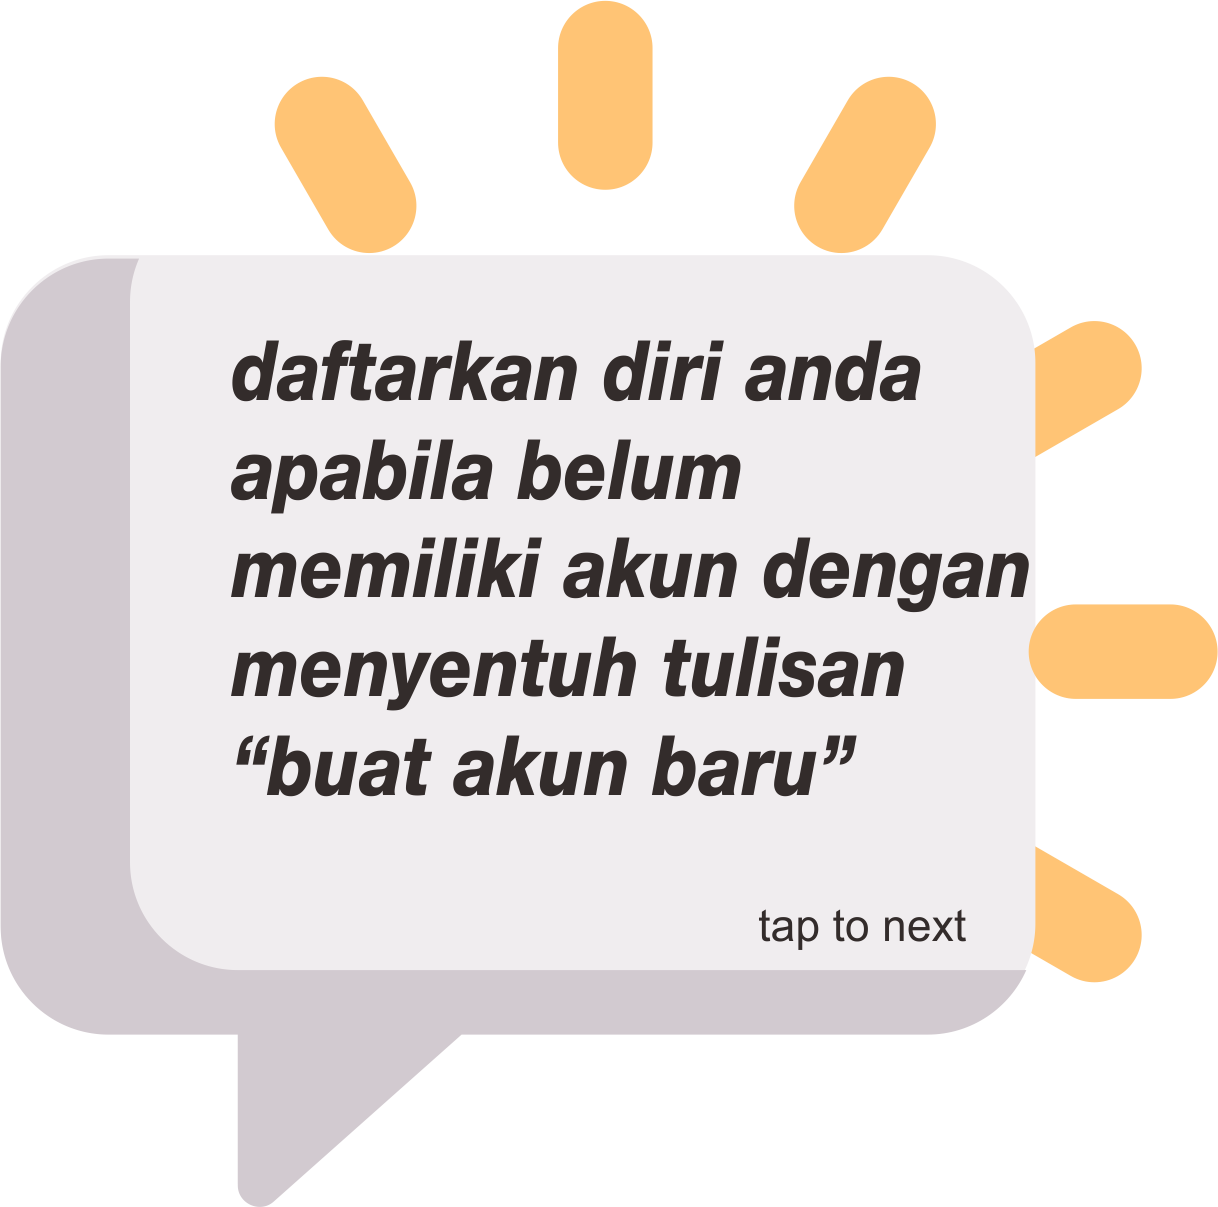 daftarkan diri anda
apabila belum
memiliki akun dengan
menyentuh tulisan
“buat akun baru”
tap to next